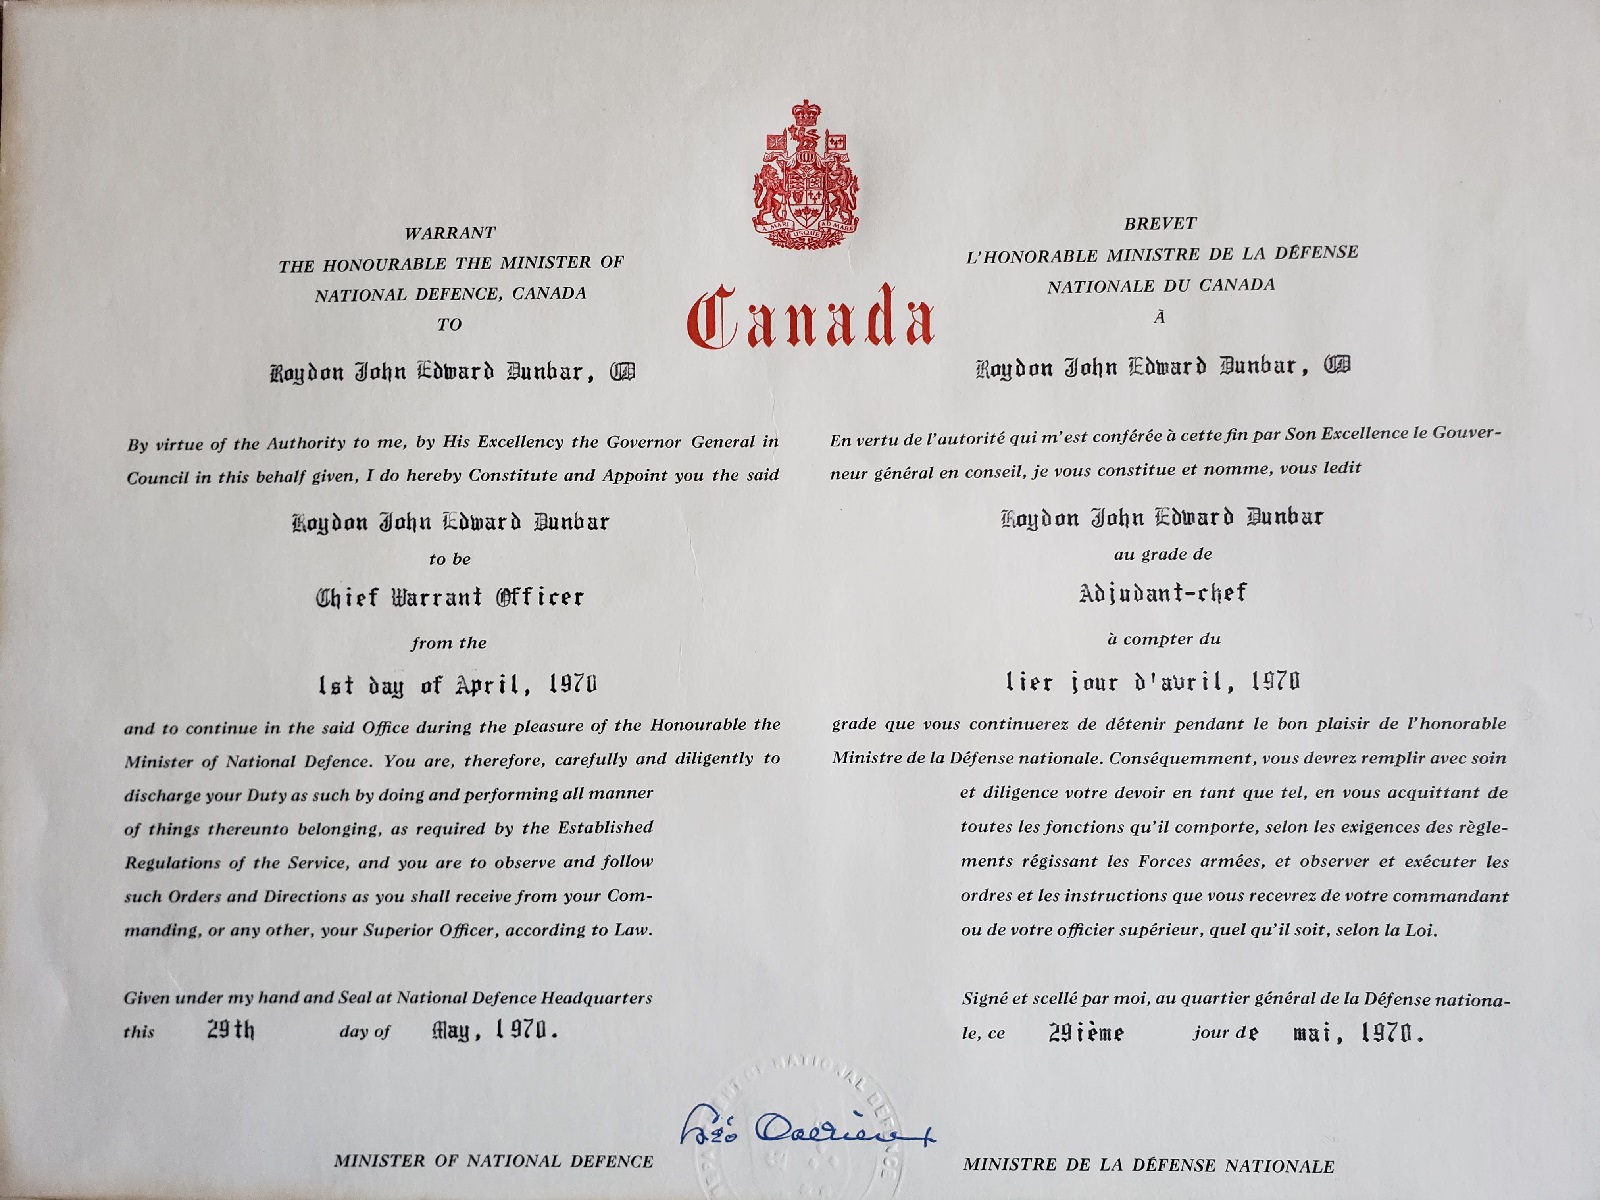 A MARI USQUE AD MARE
Canada
WARRANT
THE HONOURABLE THE MINISTER OF
NATIONAL DEFENCE, CANADA
TO
Roydon John Edward Dunbar, CD
By virtue of the Authority to me, by His Excellency the Governor General in
Council in this behalf given, I do hereby Constitute and Appoint you the said
Roydon John Edward Dunbar
to be
Chief Warrant Officer
from the
1st day of April, 1970
and to continue in the said Office during the pleasure of the Honourable the
Minister of National Defence. You are, therefore, carefully and diligently to
discharge your Duty as such by doing and performing all manner
of things thereunto belonging, as required by the Established
Regulations of the Service, and you are to observe and follow
such Orders and Directions as you shall receive from your Com-
manding, or any other, your Superior Officer, according to Law.
Given under my hand and Seal at National Defence Headquarters
this 29th day of May, 1970.
MINISTER OF NATIONAL DEFENCE
BREVET
L'HONORABLE MINISTRE DE LA DÉFENSE
NATIONALE DU CANADA
À
Roydon John Edward Dunbar, CD
En vertu de l'autorité qui m'est conférée à cette fin par Son Excellence le Gouver-
neur général en conseil, je vous constitue et nomme, vous ledit
Roydon John Edward Dunbar
au grade de
Adjudant-chef
à compter du
1ier jour d'avril, 1970
grade que vous continuerez de détenir pendant le bon plaisir de l'honorable
Ministre de la Défense nationale. Conséquemment, vous devrez remplir avec soin
et diligence votre devoir en tant que tel, en vous acquittant de
toutes les fonctions qu'il comporte, selon les exigences des règle-
ments régissant les Forces armées, et observer et exécuter les
ordres et les instructions que vous recevrez de votre commandant
ou de votre officier supérieur, quel qu'il soit, selon la Loi.
Signé et scellé par moi, au quartier général de la Défense nationa-
le, ce 29ième jour de mai, 1970.
MINISTRE DE LA DÉFENSE NATIONALE
OF NATIONAL DEFENCE
Léo